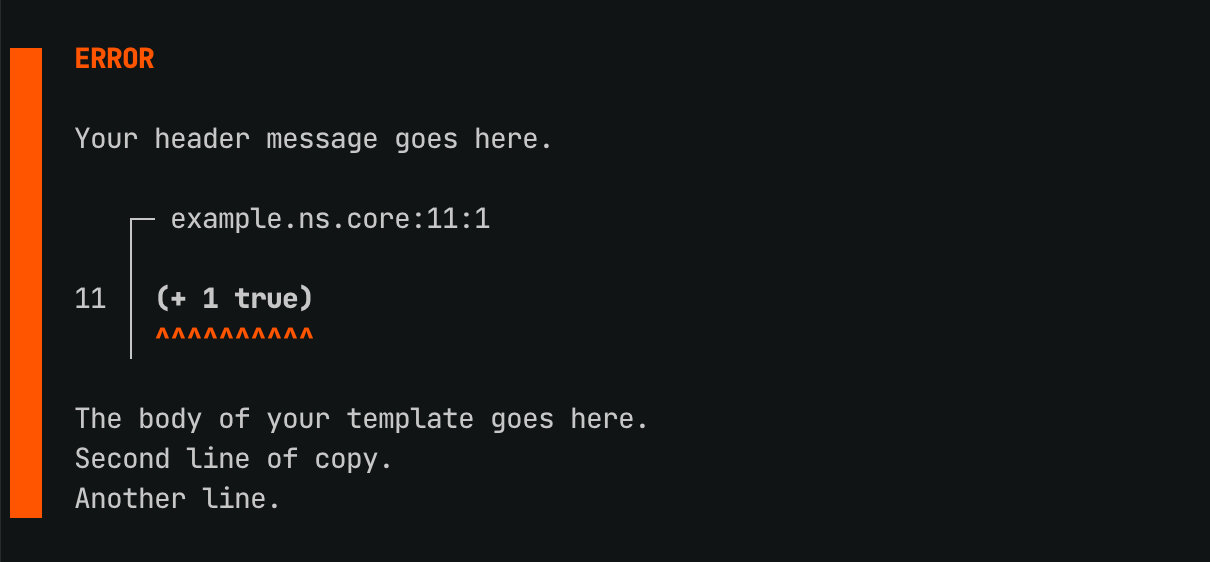 ERROR
Your header message goes here.
example.ns.core:11:1
11 (+ 1 true)
^^^^^^^^^^
The body of your template goes here.
Second line of copy.
Another line.